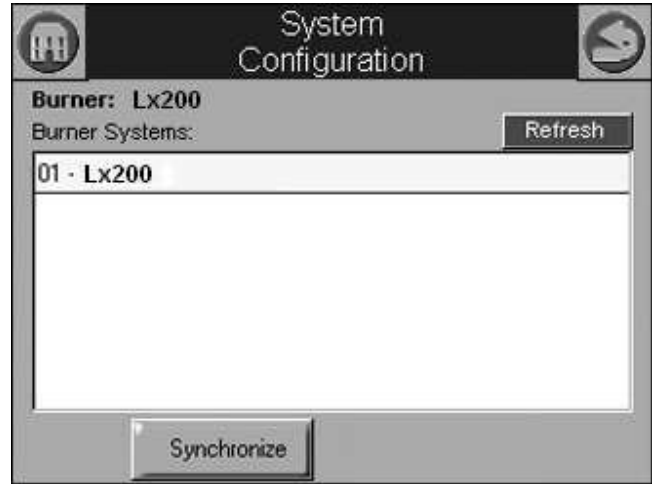 System
Configuration
Burner: Lx200
Burner Systems:
Refresh
01 - Lx200
Synchronize